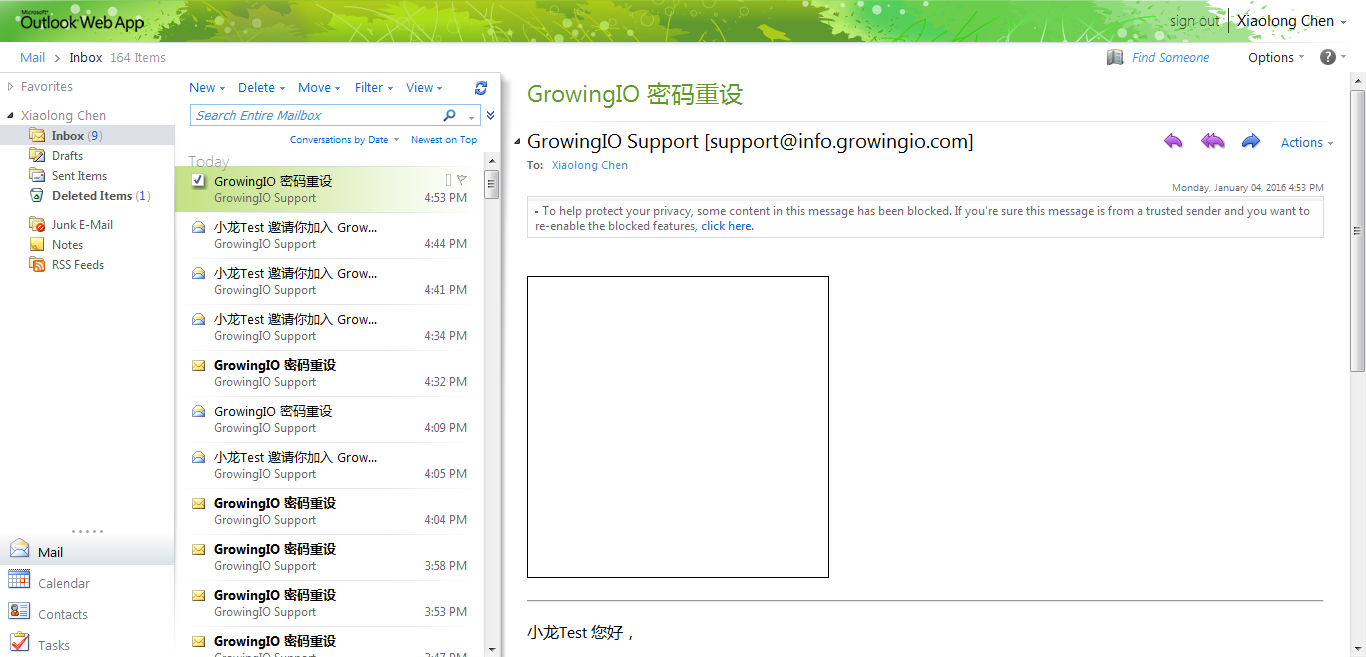 Microsoft®
Outlook Web App
sign out
Xiaolong Chen
Mail > Inbox 164 Items
Find Someone
Options
?
Favorites
Xiaolong Chen
Inbox (9)
Drafts
Sent Items
Deleted Items (1)
Junk E-Mail
Notes
RSS Feeds
Mail
Calendar
Contacts
Tasks
New Delete Move Filter View
Search Entire Mailbox
Conversations by Date Newest on Top
Today
GrowingIO 密码重设
GrowingIO Support 4:53 PM
小龙Test 邀请你加入 Grow...
GrowingIO Support 4:44 PM
小龙Test 邀请你加入 Grow...
GrowingIO Support 4:41 PM
小龙Test 邀请你加入 Grow...
GrowingIO Support 4:34 PM
GrowingIO 密码重设
GrowingIO Support 4:32 PM
GrowingIO 密码重设
GrowingIO Support 4:09 PM
小龙Test 邀请你加入 Grow...
GrowingIO Support 4:05 PM
GrowingIO 密码重设
GrowingIO Support 4:04 PM
GrowingIO 密码重设
GrowingIO Support 3:58 PM
GrowingIO 密码重设
GrowingIO Support 3:53 PM
GrowingIO 密码重设
GrowingIO Support 3:47 PM
GrowingIO 密码重设
GrowingIO Support [support@info.growingio.com]
Actions
To: Xiaolong Chen
Monday, January 04, 2016 4:53 PM
- To help protect your privacy, some content in this message has been blocked. If you're sure this message is from a trusted sender and you want to
re-enable the blocked features, click here.
小龙Test 您好，